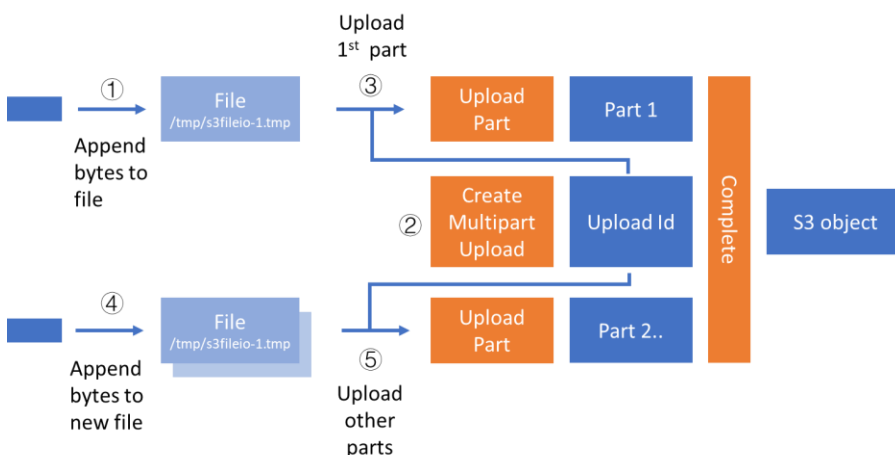 Upload
1st part
①
③
File
/tmp/s3fileio-1.tmp
Upload
Part
Part 1
Append
bytes to
file
②
Create
Multipart
Upload
Upload Id
Complete
S3 object
④
File
/tmp/s3fileio-1.tmp
Upload
Part
Part 2..
⑤
Append
bytes to
new file
Upload
other
parts